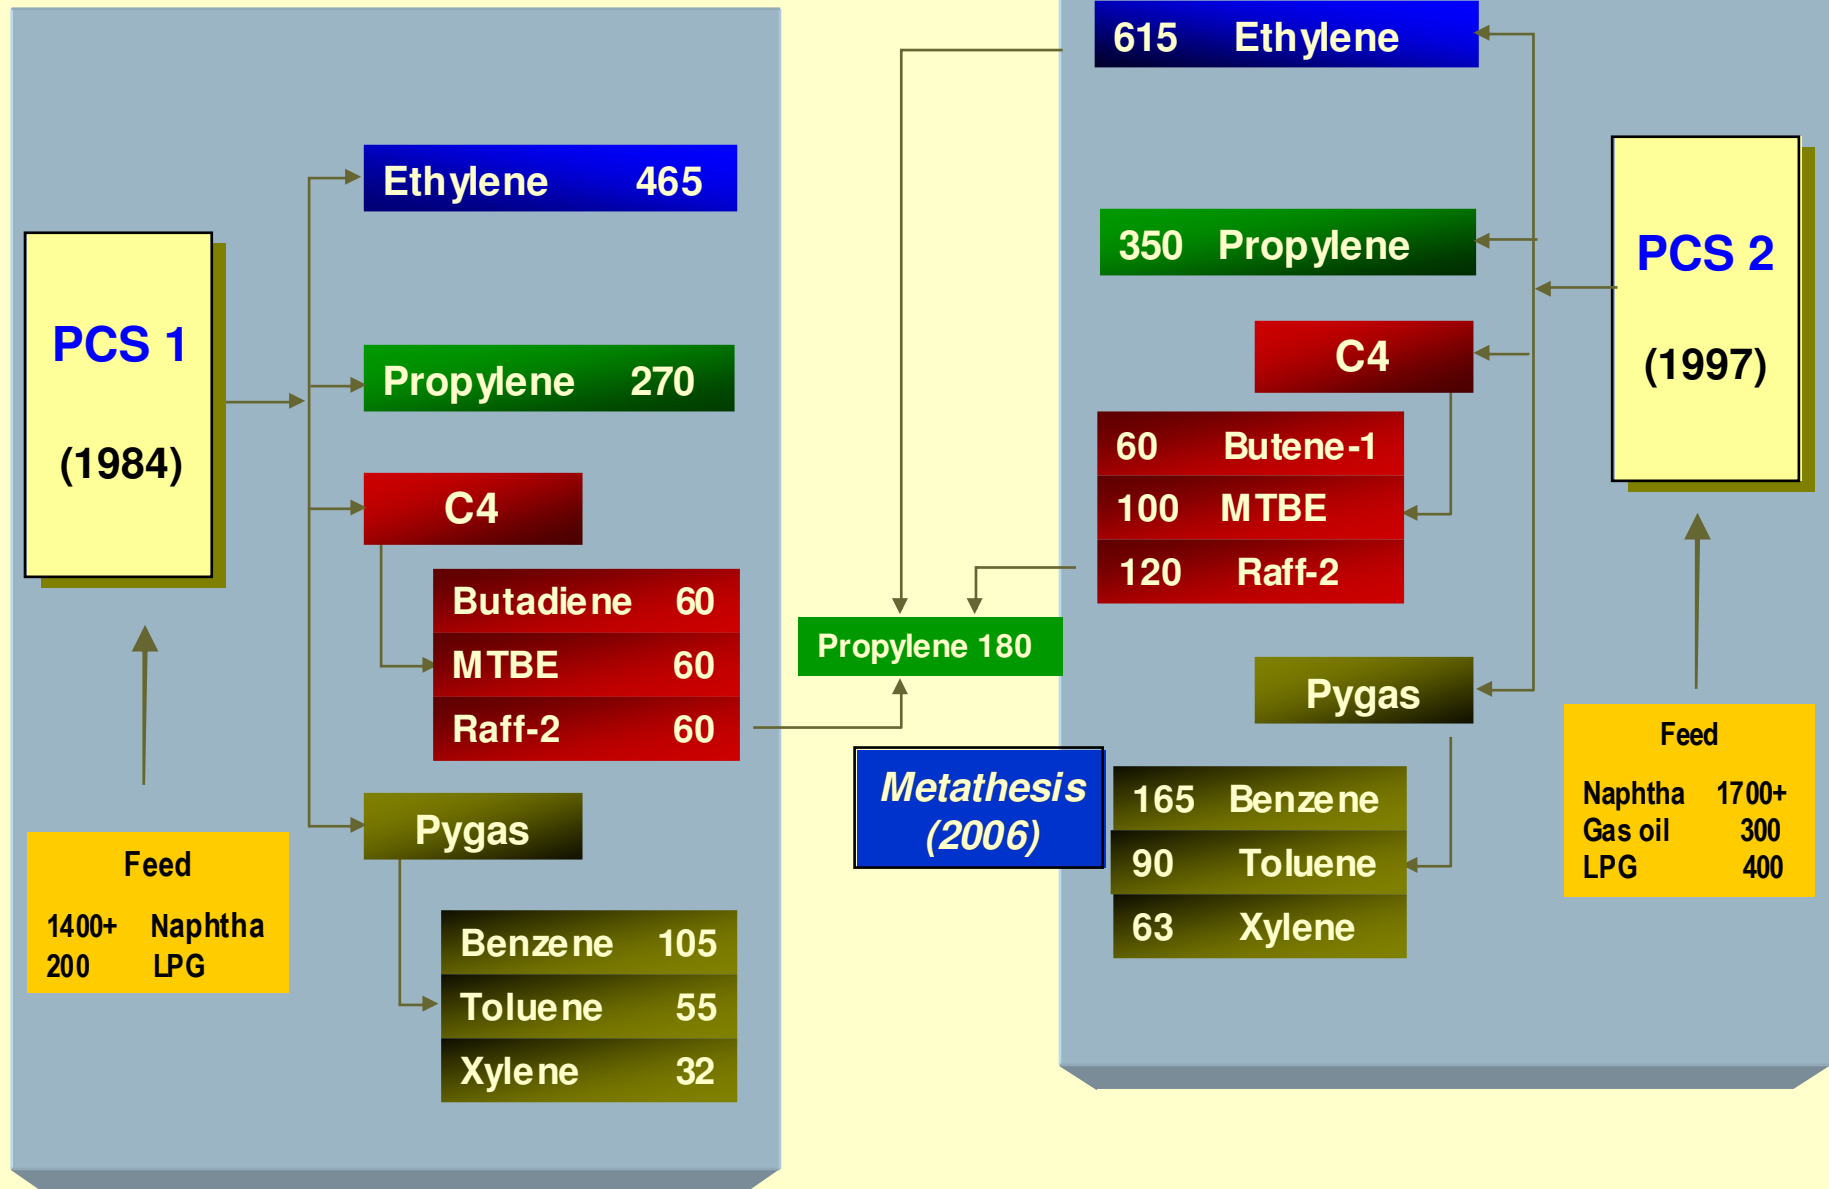 PCS 1
(1984)
Feed
1400+ Naphtha
200 LPG
Ethylene 465
Propylene 270
C4
Butadiene 60
MTBE 60
Raff-2 60
Pygas
Benzene 105
Toluene 55
Xylene 32
Propylene 180
Metathesis
(2006)
615 Ethylene
350 Propylene
C4
60 Butene-1
100 MTBE
120 Raff-2
Pygas
165 Benzene
90 Toluene
63 Xylene
PCS 2
(1997)
Feed
Naphtha 1700+
Gas oil 300
LPG 400